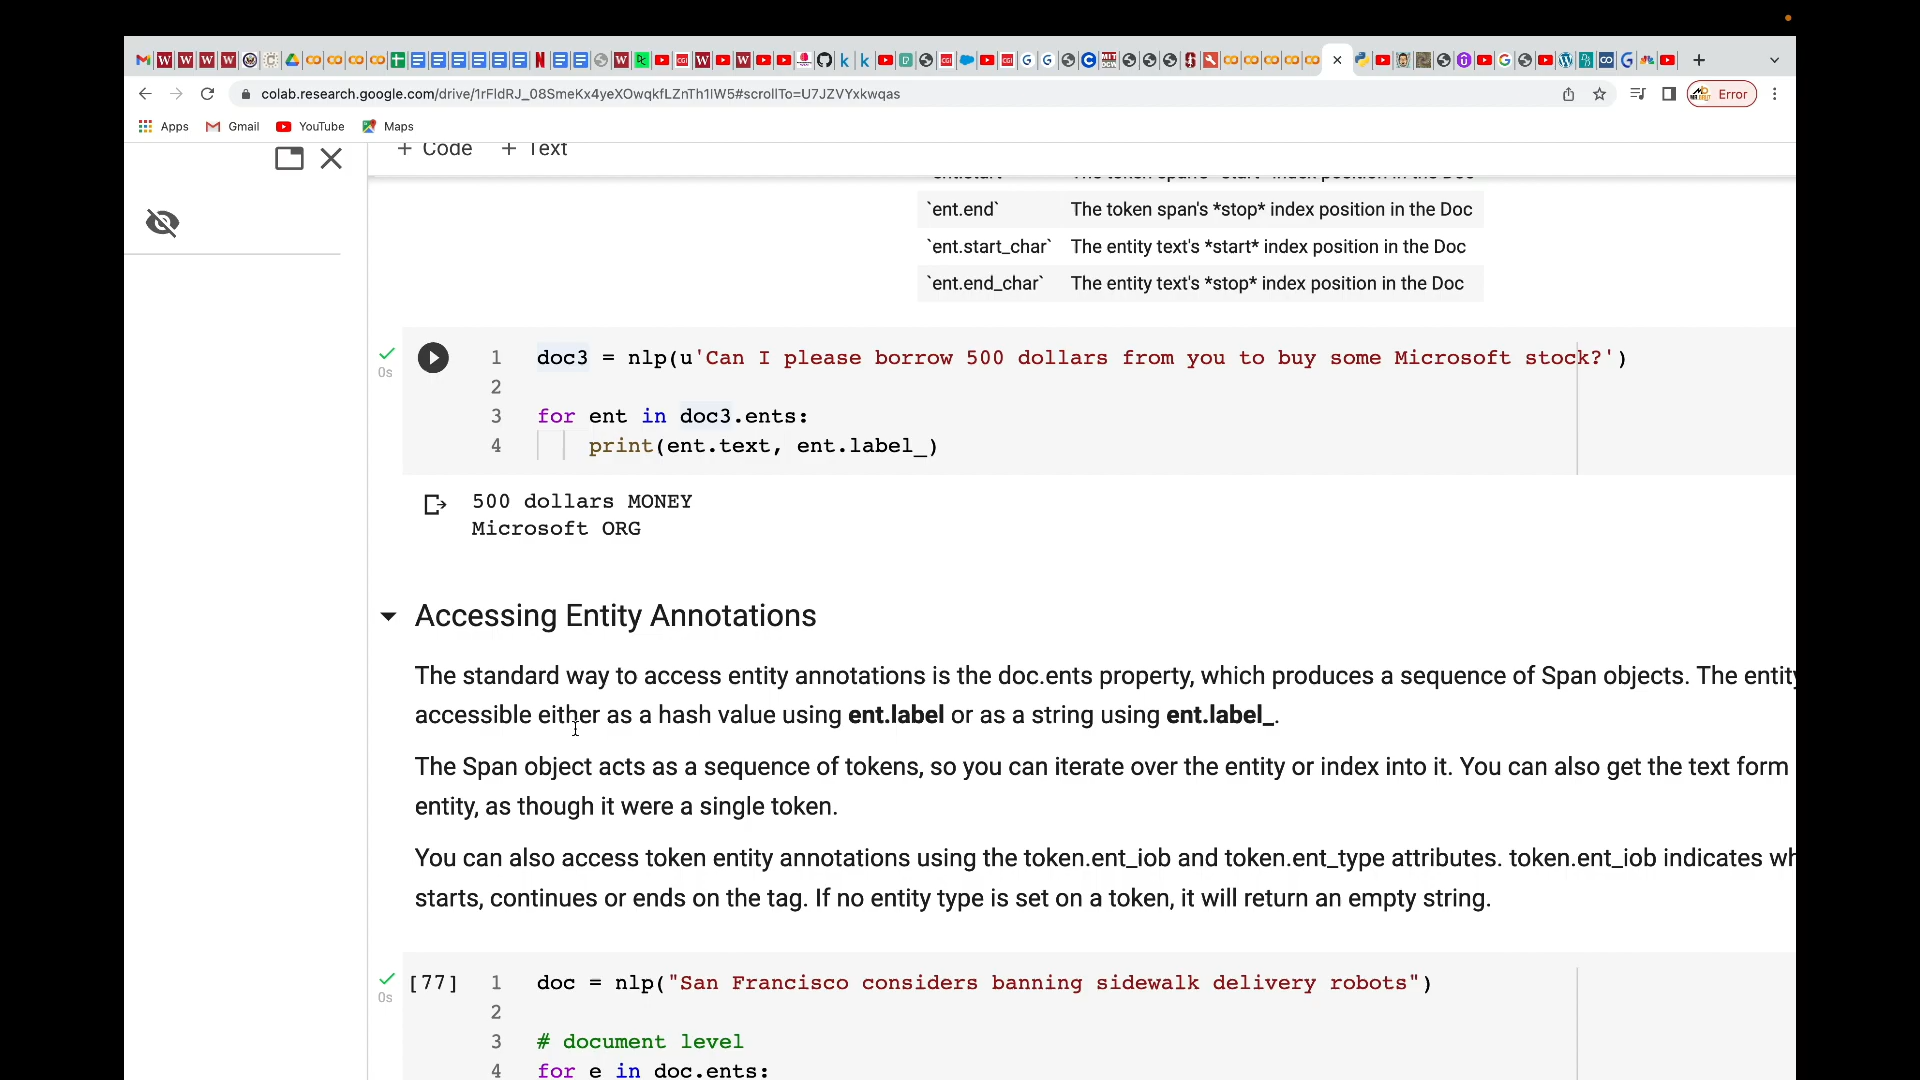 colab.research.google.com/drive/1rFldRJ_08SmeKx4yeXOwqkfLZnTh1IW5#scrollTo=U7JZVYxkwqas
Error
Apps Gmail YouTube Maps
+ Code + Text
`ent.end` The token span's *stop* index position in the Doc
`ent.start_char` The entity text's *start* index position in the Doc
`ent.end_char` The entity text's *stop* index position in the Doc
0s
1 doc3 = nlp(u'Can I please borrow 500 dollars from you to buy some Microsoft stock?')
2
3 for ent in doc3.ents:
4 print(ent.text, ent.label_)
500 dollars MONEY
Microsoft ORG
Accessing Entity Annotations
The standard way to access entity annotations is the doc.ents property, which produces a sequence of Span objects. The entity
accessible either as a hash value using ent.label or as a string using ent.label_.
The Span object acts as a sequence of tokens, so you can iterate over the entity or index into it. You can also get the text form
entity, as though it were a single token.
You can also access token entity annotations using the token.ent_iob and token.ent_type attributes. token.ent_iob indicates wh
starts, continues or ends on the tag. If no entity type is set on a token, it will return an empty string.
0s
[77] 1 doc = nlp("San Francisco considers banning sidewalk delivery robots")
2
3 # document level
4 for e in doc.ents: